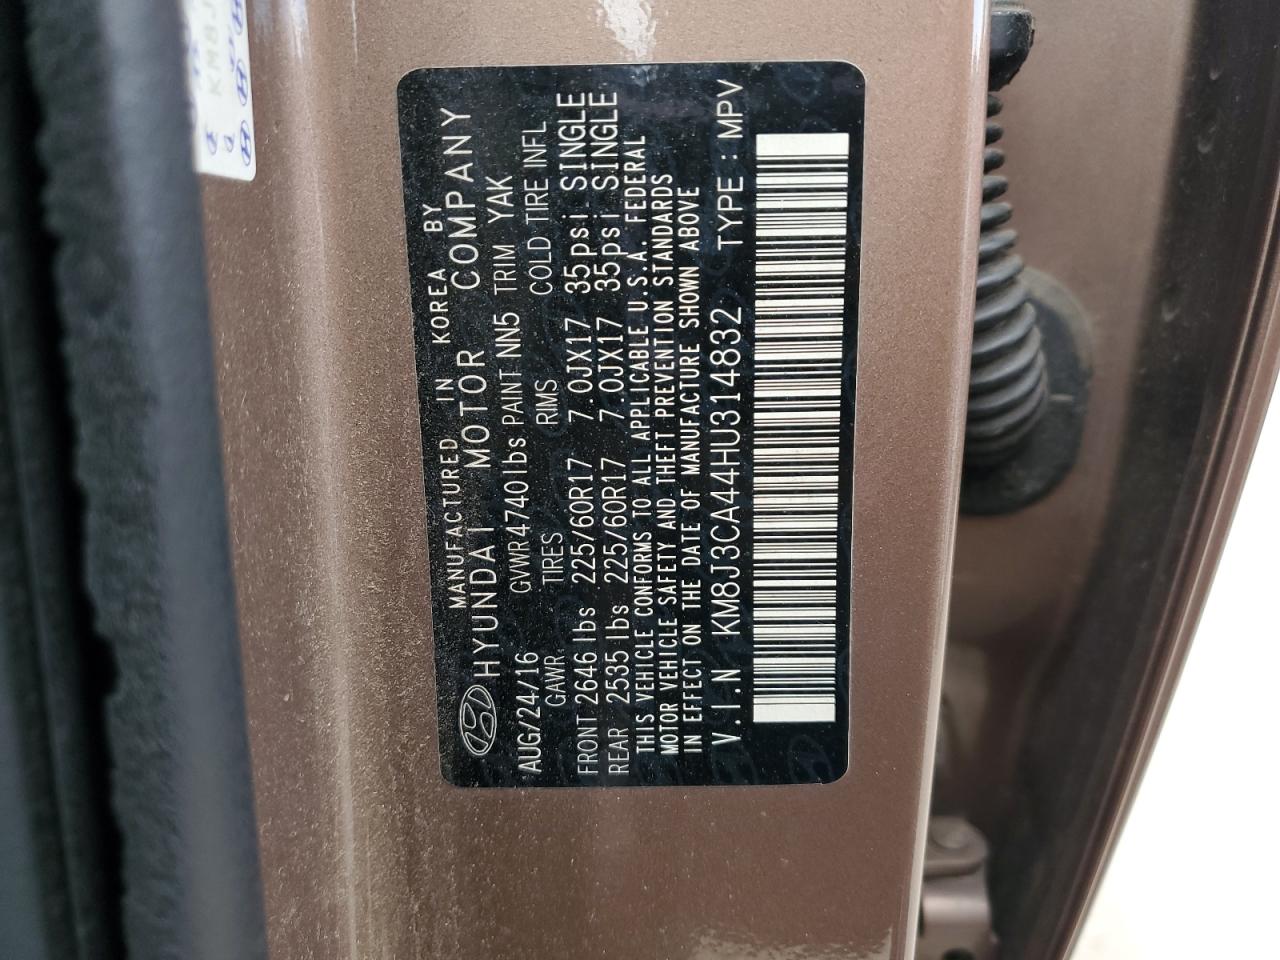 MANUFACTURED IN KOREA BY
HYUNDAI MOTOR COMPANY
AUG/24/16 GVWR4740lbs PAINT NN5 TRIM YAK
GAWR TIRES RIMS COLD TIRE INFL
FRONT 2646 lbs 225/60R17 7.0JX17 35psi SINGLE
REAR 2535 lbs 225/60R17 7.0JX17 35psi SINGLE
THIS VEHICLE CONFORMS TO ALL APPLICABLE U.S.A. FEDERAL
MOTOR VEHICLE SAFETY AND THEFT PREVENTION STANDARDS
IN EFFECT ON THE DATE OF MANUFACTURE SHOWN ABOVE
V.I.N KM8J3CA44HU314832 TYPE : MPV
KM8J